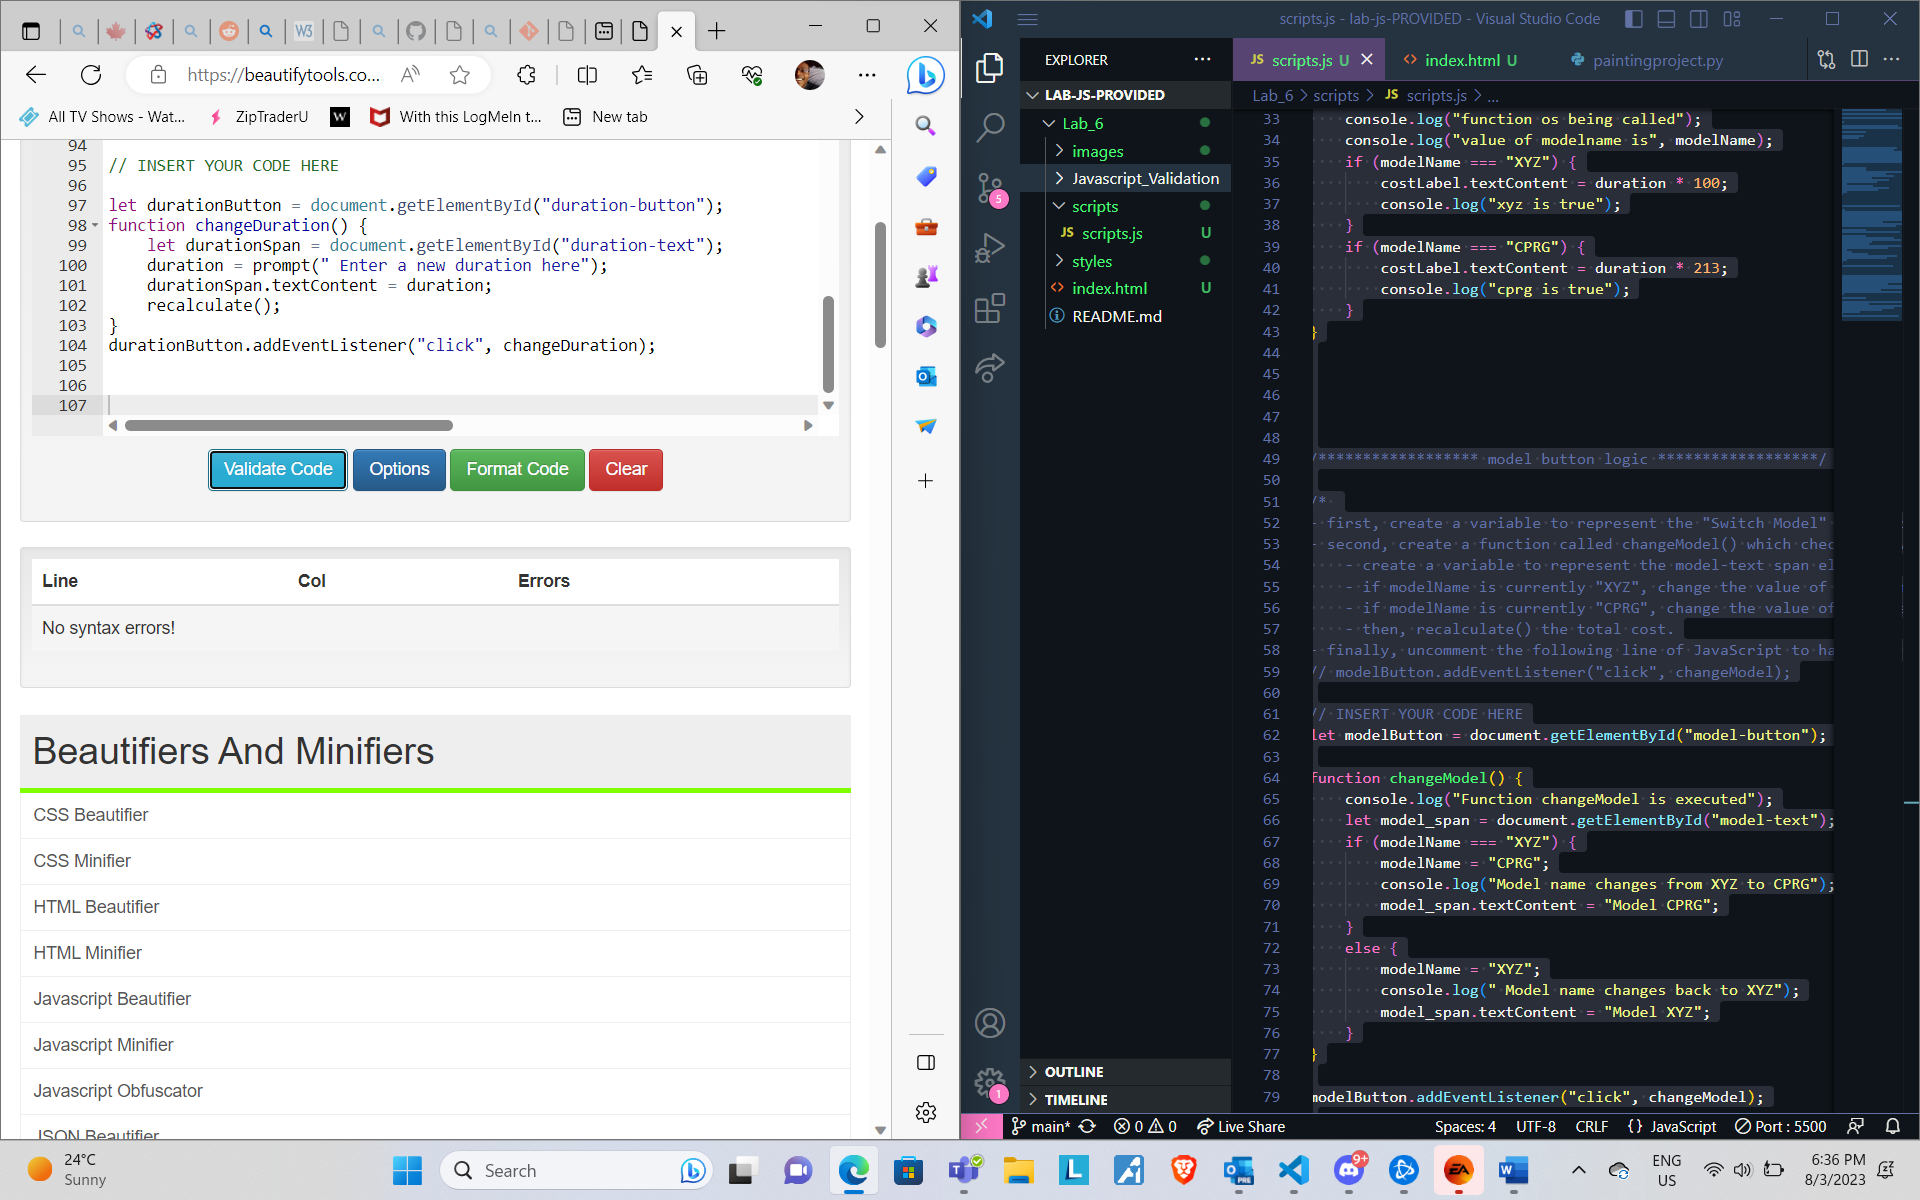 https://beautifytools.co...
All TV Shows - Wat...
ZipTraderU
With this LogMeIn t...
New tab
94
95 // INSERT YOUR CODE HERE
96
97 let durationButton = document.getElementById("duration-button");
98 function changeDuration() {
99 let durationSpan = document.getElementById("duration-text");
100 duration = prompt(" Enter a new duration here");
101 durationSpan.textContent = duration;
102 recalculate();
103 }
104 durationButton.addEventListener("click", changeDuration);
105
106
107
Validate Code
Options
Format Code
Clear
Line Col Errors
No syntax errors!
Beautifiers And Minifiers
CSS Beautifier
CSS Minifier
HTML Beautifier
HTML Minifier
Javascript Beautifier
Javascript Minifier
Javascript Obfuscator
JSON Beautifier
scripts.js - lab-js-PROVIDED - Visual Studio Code
EXPLORER
JS scripts.js U
<> index.html U
paintingproject.py
LAB-JS-PROVIDED
Lab_6 > scripts > JS scripts.js > ...
Lab_6
images
Javascript_Validation
scripts
JS scripts.js U
styles
<> index.html U
README.md
OUTLINE
TIMELINE
5
1
33 console.log("function os being called");
34 console.log("value of modelname is", modelName);
35 if (modelName === "XYZ") {
36 costLabel.textContent = duration * 100;
37 console.log("xyz is true");
38 }
39 if (modelName === "CPRG") {
40 costLabel.textContent = duration * 213;
41 console.log("cprg is true");
42 }
43 }
44
45
46
47
48
49 /****************** model button logic ******************/
50
51 /*
52 - first, create a variable to represent the "Switch Model"
53 - second, create a function called changeModel() which chec
54 - create a variable to represent the model-text span el
55 - if modelName is currently "XYZ", change the value of
56 - if modelName is currently "CPRG", change the value of
57 - then, recalculate() the total cost.
58 - finally, uncomment the following line of JavaScript to ha
59 // modelButton.addEventListener("click", changeModel);
60
61 // INSERT YOUR CODE HERE
62 let modelButton = document.getElementById("model-button");
63
64 function changeModel() {
65 console.log("Function changeModel is executed");
66 let model_span = document.getElementById("model-text");
67 if (modelName === "XYZ") {
68 modelName = "CPRG";
69 console.log("Model name changes from XYZ to CPRG");
70 model_span.textContent = "Model CPRG";
71 }
72 else {
73 modelName = "XYZ";
74 console.log(" Model name changes back to XYZ");
75 model_span.textContent = "Model XYZ";
76 }
77 }
78
79 modelButton.addEventListener("click", changeModel);
main* 0 0 Live Share
Spaces: 4 UTF-8 CRLF {} JavaScript Port : 5500
24°C
Sunny
Search
9+
ENG
US
6:36 PM
8/3/2023